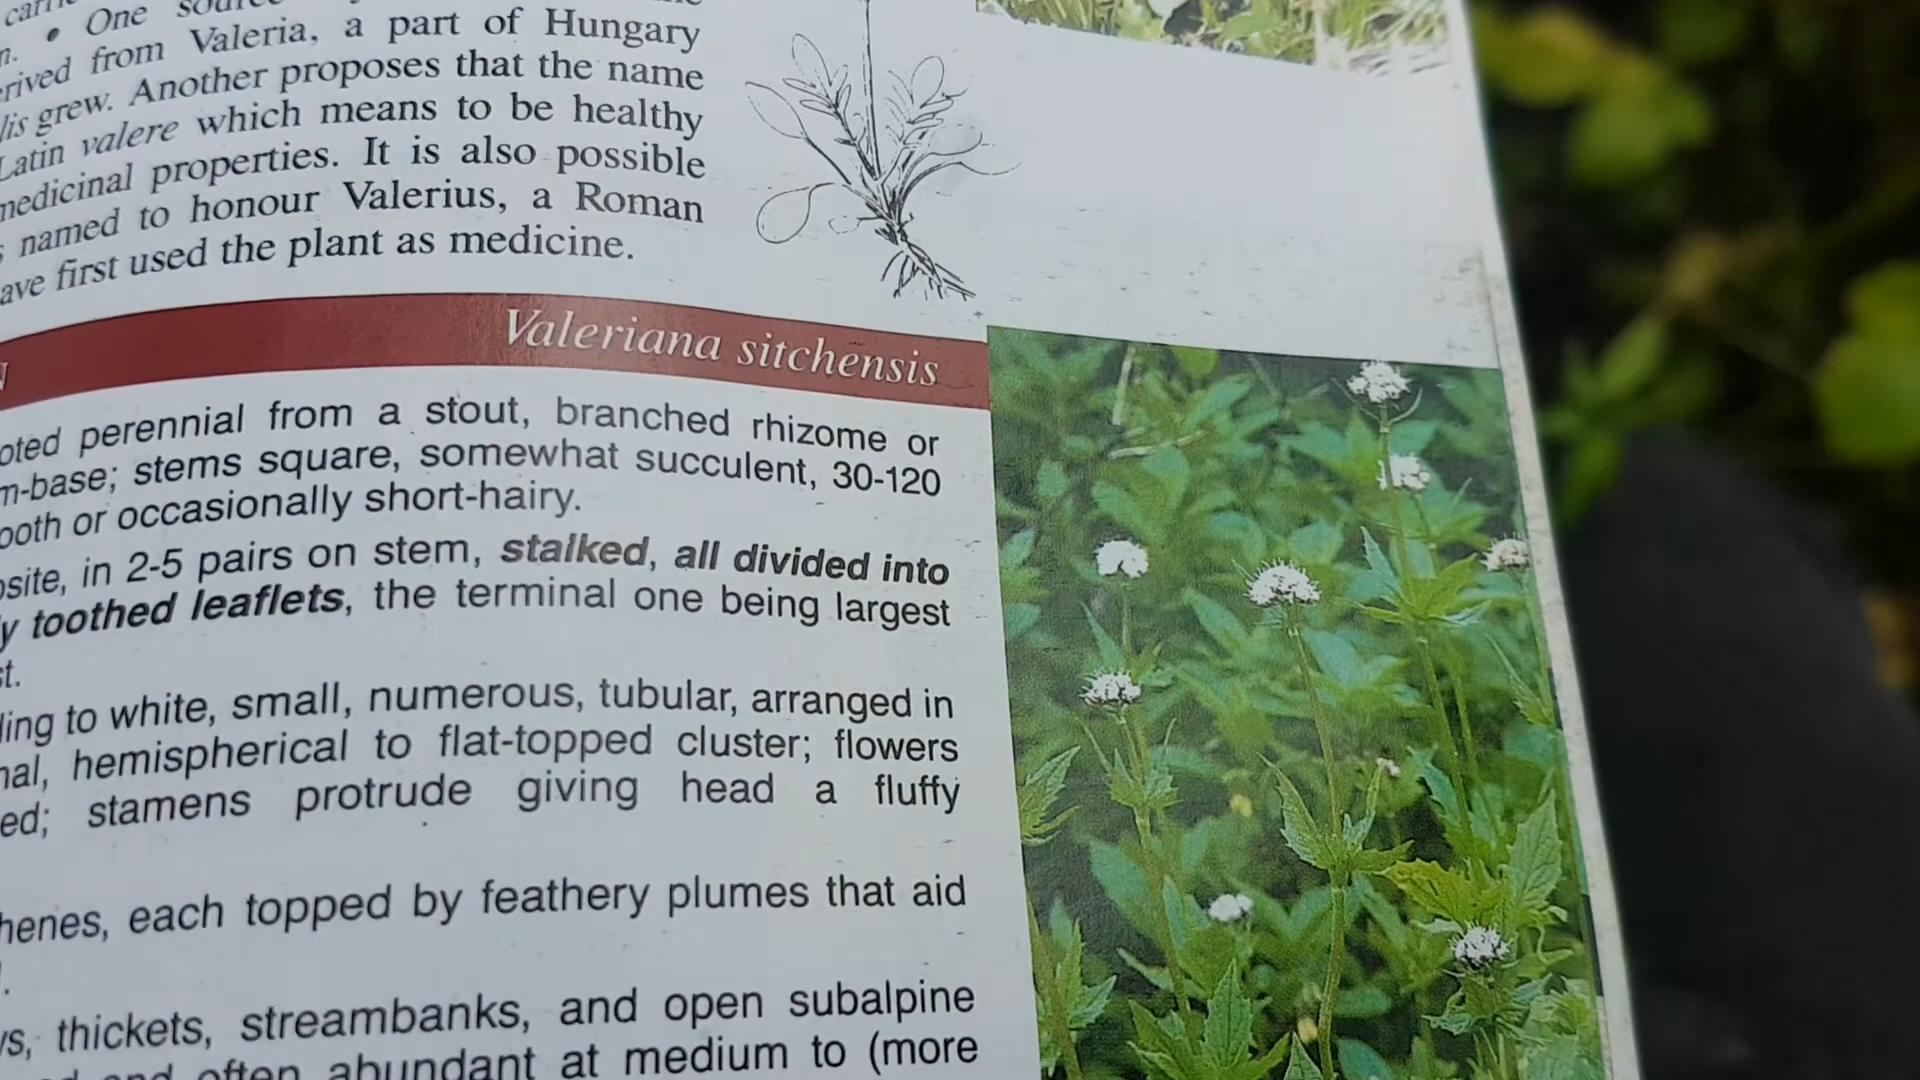 • One
rived from Valeria, a part of Hungary
lis grew. Another proposes that the name
Latin valere which means to be healthy
medicinal properties. It is also possible
named to honour Valerius, a Roman
ave first used the plant as medicine.
Valeriana sitchensis
oted perennial from a stout, branched rhizome or
m-base; stems square, somewhat succulent, 30-120
ooth or occasionally short-hairy.
osite, in 2-5 pairs on stem, stalked, all divided into
y toothed leaflets, the terminal one being largest
st.
ding to white, small, numerous, tubular, arranged in
nal, hemispherical to flat-topped cluster; flowers
ed; stamens protrude giving head a fluffy
henes, each topped by feathery plumes that aid
ws, thickets, streambanks, and open subalpine
and often abundant at medium to (more